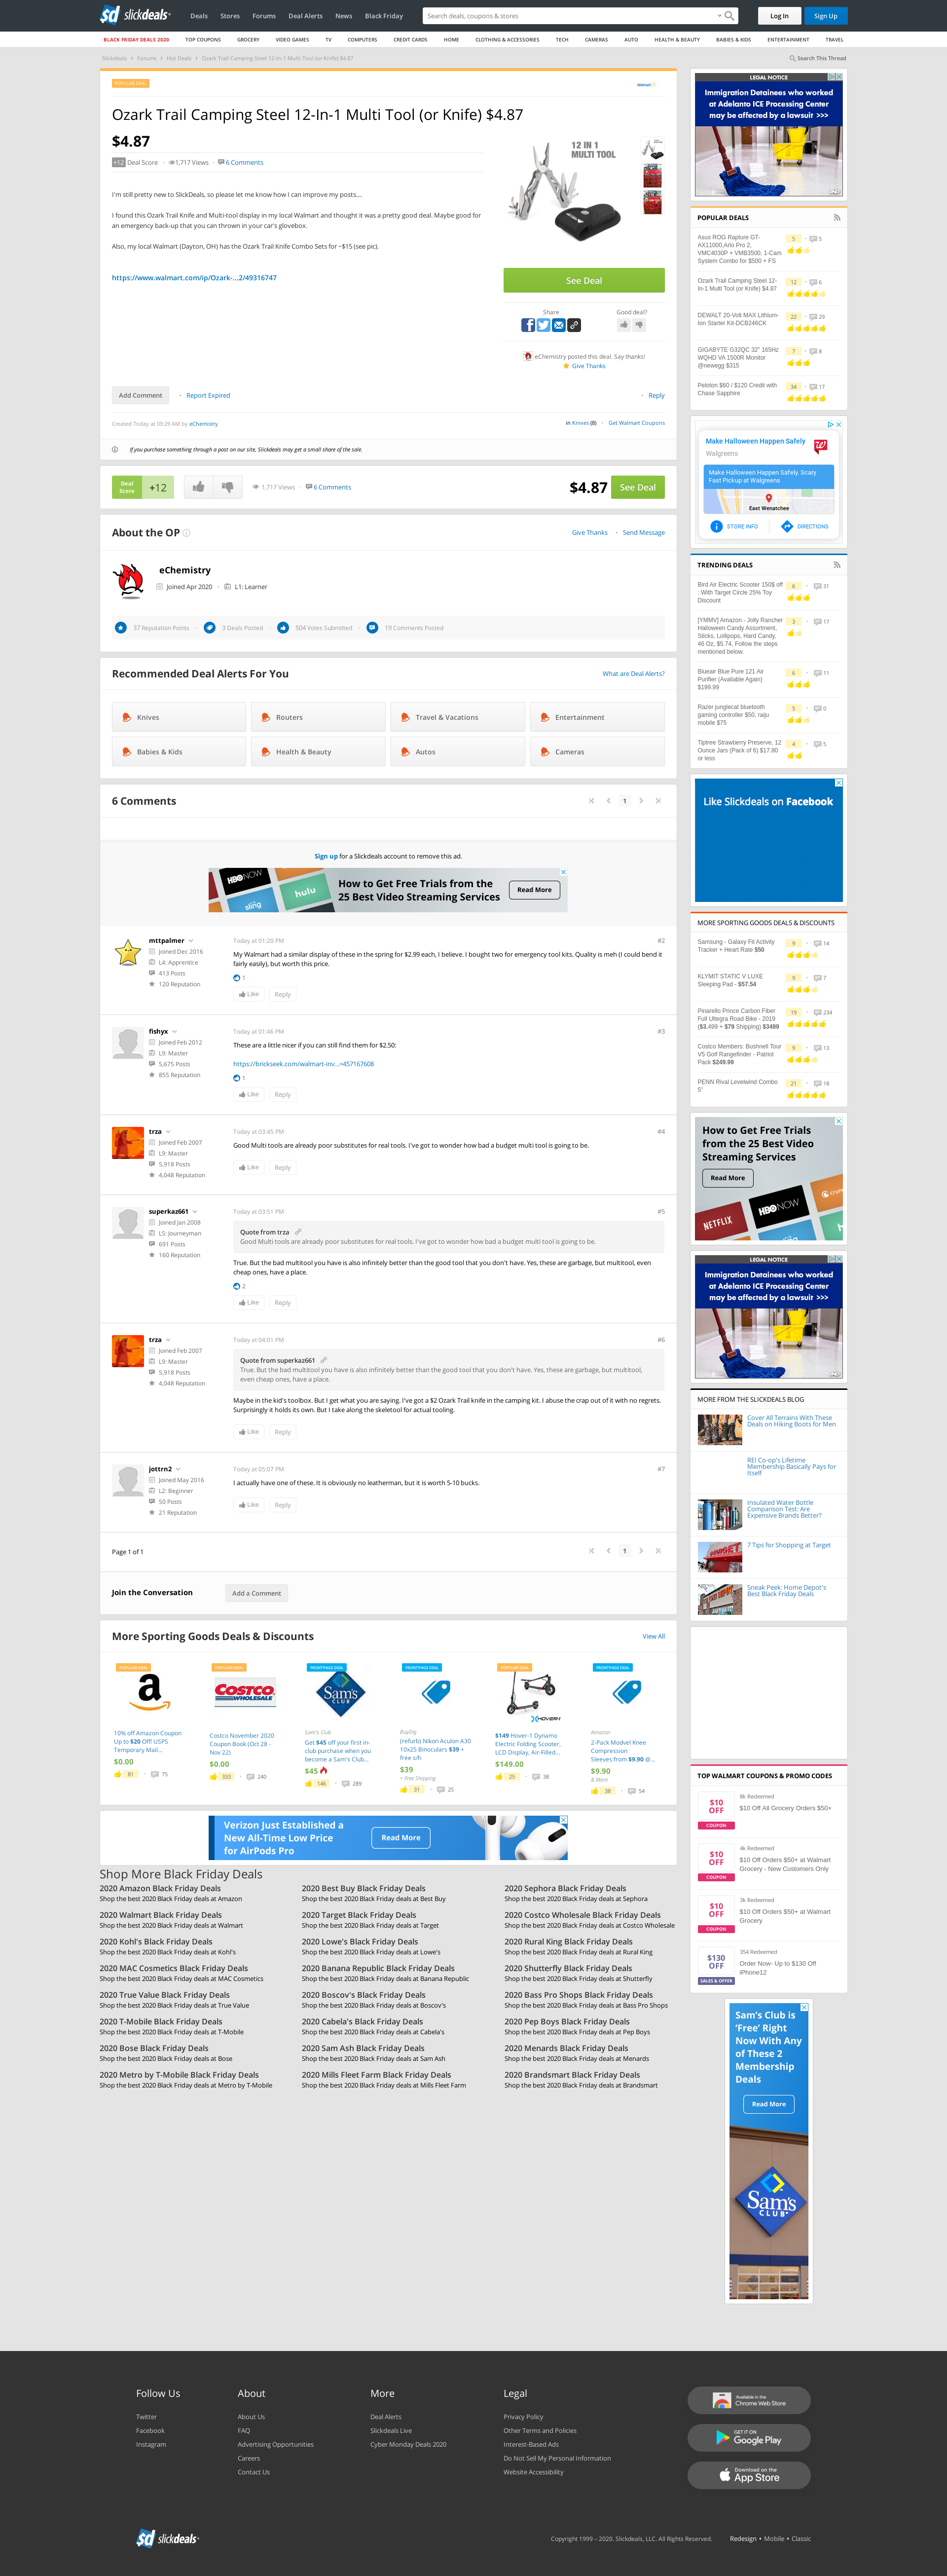 slickdeals
Deals
Stores
Forums
Deal Alerts
News
Black Friday
Search deals, coupons & stores
Log In
Sign Up
BLACK FRIDAY DEALS 2020
TOP COUPONS
GROCERY
VIDEO GAMES
TV
COMPUTERS
CREDIT CARDS
HOME
CLOTHING & ACCESSORIES
TECH
CAMERAS
AUTO
HEALTH & BEAUTY
BABIES & KIDS
ENTERTAINMENT
TRAVEL
Slickdeals
Forums
Hot Deals
Ozark Trail Camping Steel 12-In-1 Multi Tool (or Knife) $4.87
Search This Thread
POPULAR DEAL
Walmart
Ozark Trail Camping Steel 12-In-1 Multi Tool (or Knife) $4.87
$4.87
+12 Deal Score
1,717 Views
6 Comments
I'm still pretty new to SlickDeals, so please let me know how I can improve my posts....
I found this Ozark Trail Knife and Multi-tool display in my local Walmart and thought it was a pretty good deal. Maybe good for
an emergency back-up that you can thrown in your car's glovebox.
Also, my local Walmart (Dayton, OH) has the Ozark Trail Knife Combo Sets for ~$15 (see pic).
https://www.walmart.com/ip/Ozark-...2/49316747
12 IN 1
MULTI TOOL
See Deal
Share
Good deal?
eChemistry posted this deal. Say thanks!
Give Thanks
Add Comment
Report Expired
Reply
Created Today at 09:29 AM by eChemistry
in Knives (8)
Get Walmart Coupons
If you purchase something through a post on our site, Slickdeals may get a small share of the sale.
Deal
Score
+12
1,717 Views
6 Comments
$4.87
See Deal
About the OP
Give Thanks
Send Message
eChemistry
Joined Apr 2020
L1: Learner
37 Reputation Points
3 Deals Posted
504 Votes Submitted
19 Comments Posted
Recommended Deal Alerts For You
What are Deal Alerts?
Knives
Routers
Travel & Vacations
Entertainment
Babies & Kids
Health & Beauty
Autos
Cameras
6 Comments
1
Sign up for a Slickdeals account to remove this ad.
HBO NOW
hulu
sling
How to Get Free Trials from the
25 Best Video Streaming Services
Read More
mttpalmer
Joined Dec 2016
L4: Apprentice
413 Posts
120 Reputation
Today at 01:20 PM
#2
My Walmart had a similar display of these in the spring for $2.99 each, I believe. I bought two for emergency tool kits. Quality is meh (I could bend it
fairly easily), but worth this price.
1
Like
Reply
fishyx
Joined Feb 2012
L9: Master
5,675 Posts
855 Reputation
Today at 01:46 PM
#3
These are a little nicer if you can still find them for $2.50:
https://brickseek.com/walmart-inv...=457167608
1
Like
Reply
trza
Joined Feb 2007
L9: Master
5,918 Posts
4,048 Reputation
Today at 03:45 PM
#4
Good Multi tools are already poor substitutes for real tools. I've got to wonder how bad a budget multi tool is going to be.
Like
Reply
superkaz661
Joined Jan 2008
L5: Journeyman
691 Posts
160 Reputation
Today at 03:51 PM
#5
Quote from trza
Good Multi tools are already poor substitutes for real tools. I've got to wonder how bad a budget multi tool is going to be.
True. But the bad multitool you have is also infinitely better than the good tool that you don't have. Yes, these are garbage, but multitool, even
cheap ones, have a place.
2
Like
Reply
trza
Joined Feb 2007
L9: Master
5,918 Posts
4,048 Reputation
Today at 04:01 PM
#6
Quote from superkaz661
True. But the bad multitool you have is also infinitely better than the good tool that you don't have. Yes, these are garbage, but multitool,
even cheap ones, have a place.
Maybe in the kid's toolbox. But I get what you are saying. I've got a $2 Ozark Trail knife in the camping kit. I abuse the crap out of it with no regrets.
Surprisingly it holds its own. But I take along the skeletool for actual tooling.
Like
Reply
jottrn2
Joined May 2016
L2: Beginner
50 Posts
21 Reputation
Today at 05:07 PM
#7
I actually have one of these. It is obviously no leatherman, but it is worth 5-10 bucks.
Like
Reply
Page 1 of 1
1
Join the Conversation
Add a Comment
More Sporting Goods Deals & Discounts
View All
POPULAR DEAL
10% off Amazon Coupon
Up to $20 Off! USPS
Temporary Mail...
$0.00
81
75
POPULAR DEAL
COSTCO
WHOLESALE
Costco November 2020
Coupon Book (Oct 28 -
Nov 22)
$0.00
333
240
FRONTPAGE DEAL
Sam's
CLUB
Sam's Club
Get $45 off your first in-
club purchase when you
become a Sam's Club...
$45
146
289
FRONTPAGE DEAL
BuyDig
(refurb) Nikon Aculon A30
10x25 Binoculars $39 +
free s/h
$39
+ Free Shipping
31
25
POPULAR DEAL
HOVER-1
$149 Hover-1 Dynamo
Electric Folding Scooter,
LCD Display, Air-Filled...
$149.00
25
38
FRONTPAGE DEAL
Amazon
2-Pack Modvel Knee
Compression
Sleeves:from $9.90 @...
$9.90
& More
38
54
Verizon Just Established a
New All-Time Low Price
for AirPods Pro
Read More
Shop More Black Friday Deals
2020 Amazon Black Friday Deals
Shop the best 2020 Black Friday deals at Amazon
2020 Best Buy Black Friday Deals
Shop the best 2020 Black Friday deals at Best Buy
2020 Sephora Black Friday Deals
Shop the best 2020 Black Friday deals at Sephora
2020 Walmart Black Friday Deals
Shop the best 2020 Black Friday deals at Walmart
2020 Target Black Friday Deals
Shop the best 2020 Black Friday deals at Target
2020 Costco Wholesale Black Friday Deals
Shop the best 2020 Black Friday deals at Costco Wholesale
2020 Kohl's Black Friday Deals
Shop the best 2020 Black Friday deals at Kohl's
2020 Lowe's Black Friday Deals
Shop the best 2020 Black Friday deals at Lowe's
2020 Rural King Black Friday Deals
Shop the best 2020 Black Friday deals at Rural King
2020 MAC Cosmetics Black Friday Deals
Shop the best 2020 Black Friday deals at MAC Cosmetics
2020 Banana Republic Black Friday Deals
Shop the best 2020 Black Friday deals at Banana Republic
2020 Shutterfly Black Friday Deals
Shop the best 2020 Black Friday deals at Shutterfly
2020 True Value Black Friday Deals
Shop the best 2020 Black Friday deals at True Value
2020 Boscov's Black Friday Deals
Shop the best 2020 Black Friday deals at Boscov's
2020 Bass Pro Shops Black Friday Deals
Shop the best 2020 Black Friday deals at Bass Pro Shops
2020 T-Mobile Black Friday Deals
Shop the best 2020 Black Friday deals at T-Mobile
2020 Cabela's Black Friday Deals
Shop the best 2020 Black Friday deals at Cabela's
2020 Pep Boys Black Friday Deals
Shop the best 2020 Black Friday deals at Pep Boys
2020 Bose Black Friday Deals
Shop the best 2020 Black Friday deals at Bose
2020 Sam Ash Black Friday Deals
Shop the best 2020 Black Friday deals at Sam Ash
2020 Menards Black Friday Deals
Shop the best 2020 Black Friday deals at Menards
2020 Metro by T-Mobile Black Friday Deals
Shop the best 2020 Black Friday deals at Metro by T-Mobile
2020 Mills Fleet Farm Black Friday Deals
Shop the best 2020 Black Friday deals at Mills Fleet Farm
2020 Brandsmart Black Friday Deals
Shop the best 2020 Black Friday deals at Brandsmart
LEGAL NOTICE
Immigration Detainees who worked
at Adelanto ICE Processing Center
may be affected by a lawsuit >>>
POPULAR DEALS
Asus ROG Rapture GT-
AX11000,Arlo Pro 2,
VMC4030P + VMB3500, 1-Cam
System Combo for $500 + FS
5
5
Ozark Trail Camping Steel 12-
In-1 Multi Tool (or Knife) $4.87
12
6
DEWALT 20-Volt MAX Lithium-
Ion Starter Kit-DCB246CK
22
29
GIGABYTE G32QC 32" 165Hz
WQHD VA 1500R Monitor
@newegg $315
7
8
Peloton $60 / $120 Credit with
Chase Sapphire
34
17
Make Halloween Happen Safely
Walgreens
Make Halloween Happen Safely. Scary
Fast Pickup at Walgreens
East Wenatchee
STORE INFO
DIRECTIONS
TRENDING DEALS
Bird Air Electric Scooter 150$ off
: With Target Circle 25% Toy
Discount
6
31
[YMMV] Amazon - Jolly Rancher
Halloween Candy Assortment,
Sticks, Lollipops, Hard Candy,
46 Oz, $5.74, Follow the steps
mentioned below.
3
17
Blueair Blue Pure 121 Air
Purifier (Available Again)
$199.99
6
11
Razer junglecat bluetooth
gaming controller $50, raiju
mobile $75
5
0
Tiptree Strawberry Preserve, 12
Ounce Jars (Pack of 6) $17.80
or less
4
5
Like Slickdeals on Facebook
MORE SPORTING GOODS DEALS & DISCOUNTS
Samsung - Galaxy Fit Activity
Tracker + Heart Rate $50
9
14
KLYMIT STATIC V LUXE
Sleeping Pad - $57.54
9
7
Pinarello Prince Carbon Fiber
Full Ultegra Road Bike - 2019
($3,499 + $79 Shipping) $3499
19
234
Costco Members: Bushnell Tour
V5 Golf Rangefinder - Patriot
Pack $249.99
9
13
PENN Rival Levelwind Combo
5"
21
18
How to Get Free Trials
from the 25 Best Video
Streaming Services
Read More
NETFLIX
HBO NOW
crunchy
LEGAL NOTICE
Immigration Detainees who worked
at Adelanto ICE Processing Center
may be affected by a lawsuit >>>
MORE FROM THE SLICKDEALS BLOG
Cover All Terrains With These
Deals on Hiking Boots for Men
REI Co-op's Lifetime
Membership Basically Pays for
Itself
Insulated Water Bottle
Comparison Test: Are
Expensive Brands Better?
7 Tips for Shopping at Target
Sneak Peek: Home Depot's
Best Black Friday Deals
TOP WALMART COUPONS & PROMO CODES
$10
OFF
COUPON
8k Redeemed
$10 Off All Grocery Orders $50+
$10
OFF
COUPON
4k Redeemed
$10 Off Orders $50+ at Walmart
Grocery - New Customers Only
$10
OFF
COUPON
3k Redeemed
$10 Off Orders $50+ at Walmart
Grocery
$130
OFF
SALES & OFFER
354 Redeemed
Order Now- Up to $130 Off
iPhone12
Sam's Club is
'Free' Right
Now With Any
of These 2
Membership
Deals
Read More
Sam's
CLUB
Follow Us
Twitter
Facebook
Instagram
About
About Us
FAQ
Advertising Opportunities
Careers
Contact Us
More
Deal Alerts
Slickdeals Live
Cyber Monday Deals 2020
Legal
Privacy Policy
Other Terms and Policies
Interest-Based Ads
Do Not Sell My Personal Information
Website Accessibility
Available in the
Chrome Web Store
GET IT ON
Google Play
Download on the
App Store
slickdeals
Copyright 1999 – 2020. Slickdeals, LLC. All Rights Reserved.
Redesign • Mobile • Classic